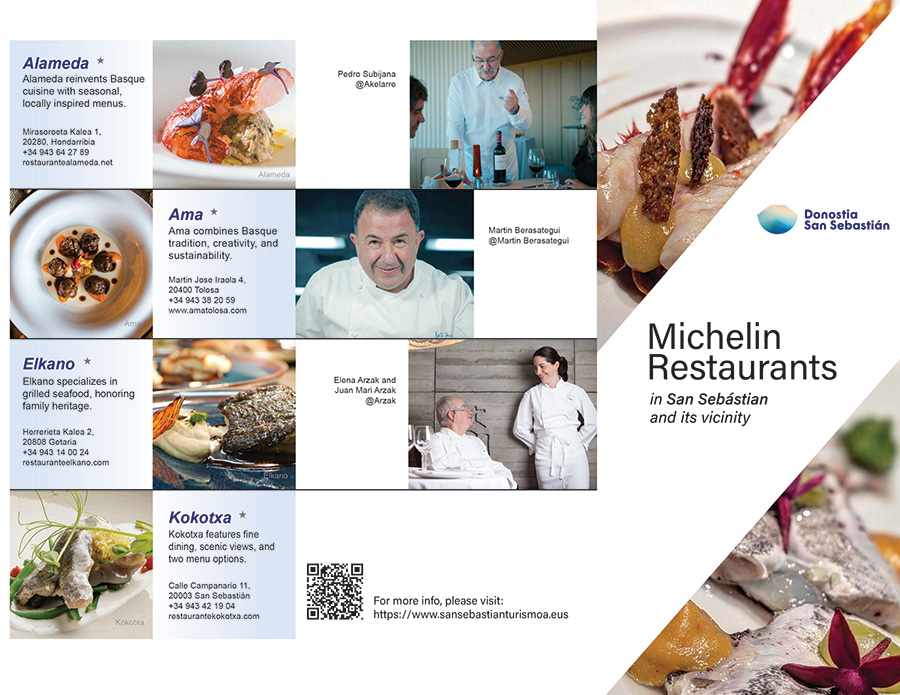 Alameda
Alameda reinvents Basque
cuisine with seasonal,
locally inspired menus.
Mirasoroeta Kalea 1,
20280, Hondarribia
+34 943 64 27 89
restaurantealameda.net
Alameda
Pedro Subijana
@Akelarre
Ama
Ama
Ama combines Basque
tradition, creativity, and
sustainability.
Martin Jose Iraola 4,
20400 Tolosa
+34 943 38 20 59
www.amatolosa.com
Martin Berasategui
@Martin Berasategui
Elkano
Elkano specializes in
grilled seafood, honoring
family heritage.
Herrerieta Kalea 2,
20808 Getaria
+34 943 14 00 24
restauranteelkano.com
Elkano
Elena Arzak and
Juan Mari Arzak
@Arzak
Kokotxa
Kokotxa
Kokotxa features fine
dining, scenic views, and
two menu options.
Calle Campanario 11,
20003 San Sebastián
+34 943 42 19 04
restaurantekokotxa.com
For more info, please visit:
https://www.sansebastianturismoa.eus
Donostia
San Sebastián
Michelin
Restaurants
in San Sebástian
and its vicinity